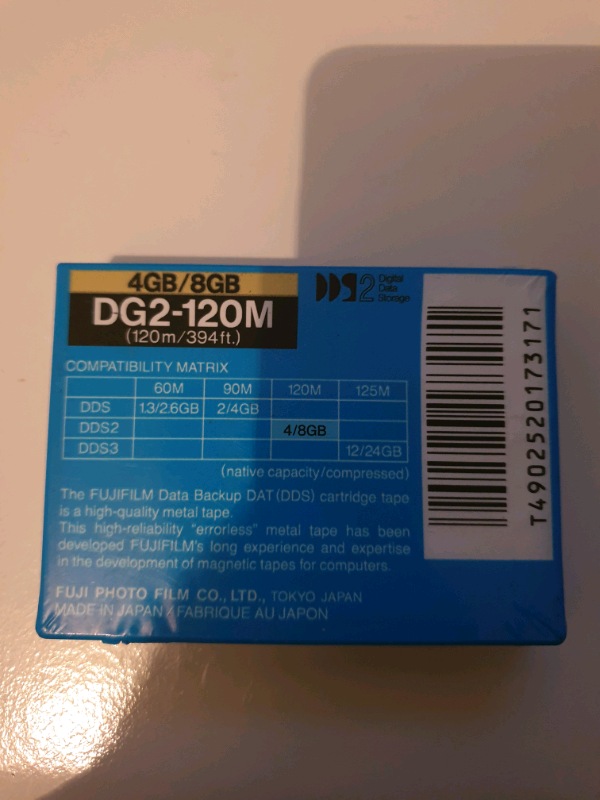 4GB/8GB
DG2-120M
(120m/394ft.)
DDS2 Digital Data Storage
COMPATIBILITY MATRIX
60M 90M 120M 125M
DDS 1.3/2.6GB 2/4GB
DDS2 4/8GB
DDS3 12/24GB
(native capacity/compressed)
The FUJIFILM Data Backup DAT (DDS) cartridge tape
is a high-quality metal tape.
This high-reliability "errorless" metal tape has been
developed FUJIFILM's long experience and expertise
in the development of magnetic tapes for computers.
FUJI PHOTO FILM CO., LTD., TOKYO JAPAN
MADE IN JAPAN / FABRIQUE AU JAPON
T4902520173171